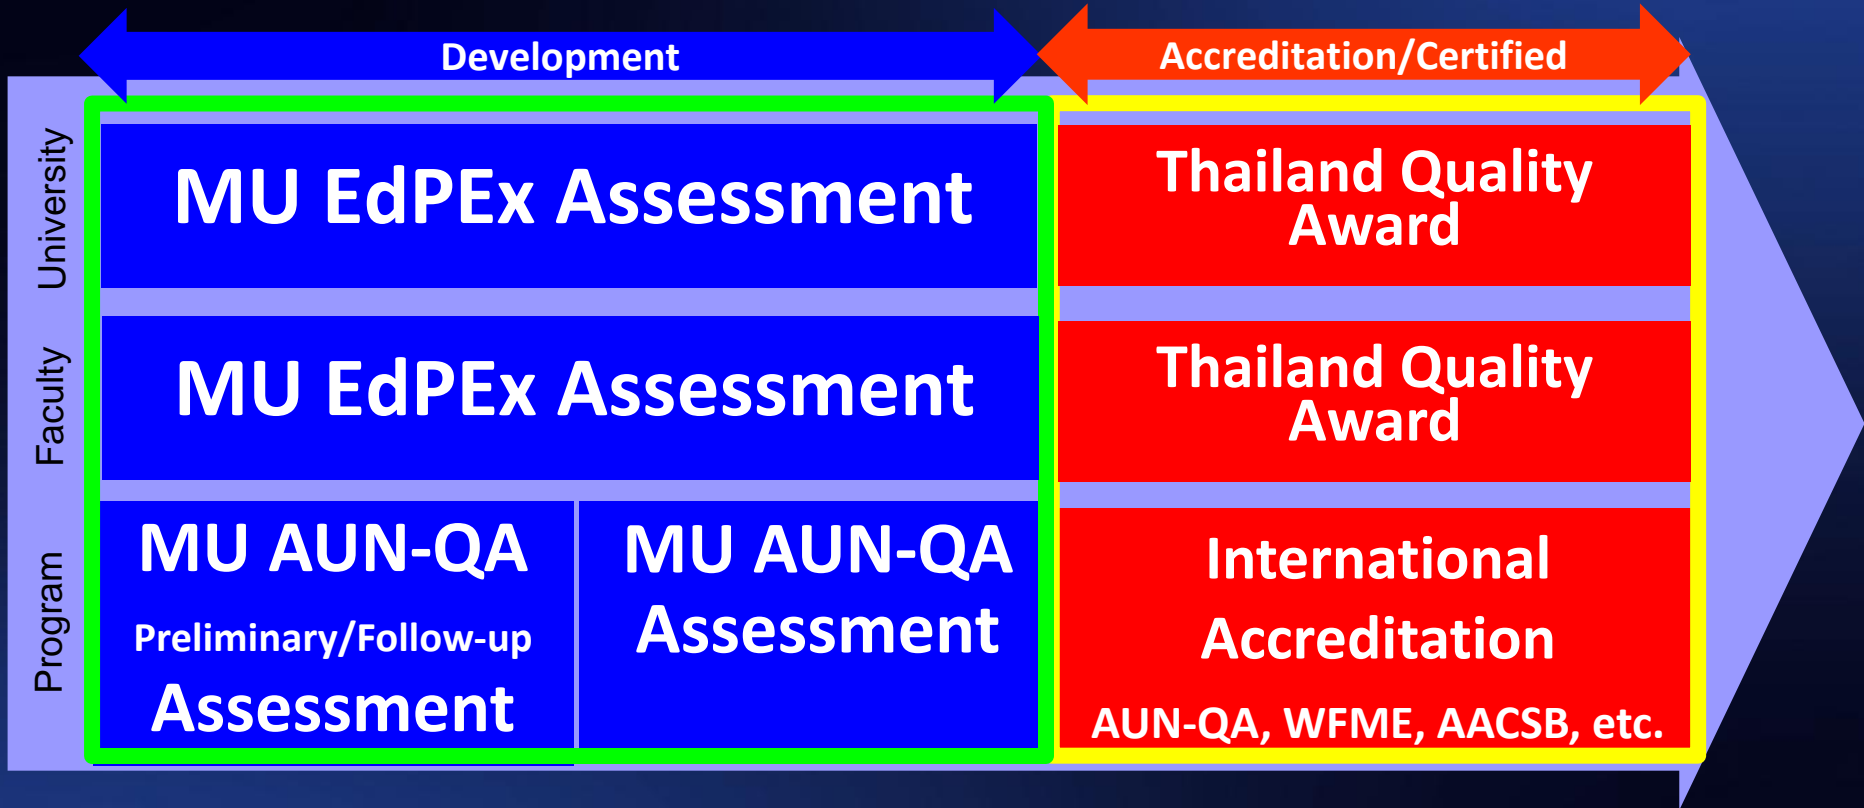 Development
Accreditation/Certified
University
MU EdPEx Assessment
Thailand Quality
Award
Faculty
MU EdPEx Assessment
Thailand Quality
Award
Program
MU AUN-QA
Preliminary/Follow-up
Assessment
MU AUN-QA
Assessment
International
Accreditation
AUN-QA, WFME, AACSB, etc.